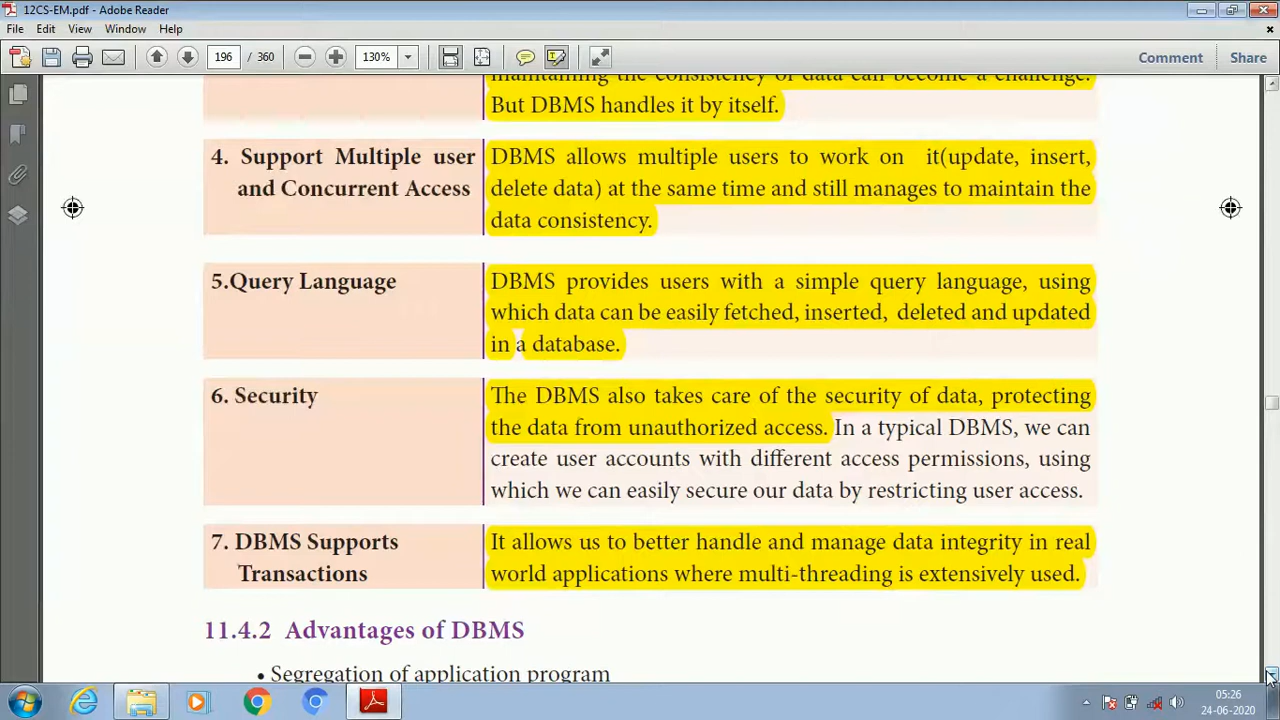 12CS-EM.pdf - Adobe Reader
File Edit View Window Help
196 / 360 130% Comment Share
maintaining the consistency of data can become a challenge.
But DBMS handles it by itself.
4. Support Multiple user
and Concurrent Access
DBMS allows multiple users to work on it(update, insert,
delete data) at the same time and still manages to maintain the
data consistency.
5.Query Language
DBMS provides users with a simple query language, using
which data can be easily fetched, inserted, deleted and updated
in a database.
6. Security
The DBMS also takes care of the security of data, protecting
the data from unauthorized access. In a typical DBMS, we can
create user accounts with different access permissions, using
which we can easily secure our data by restricting user access.
7. DBMS Supports
Transactions
It allows us to better handle and manage data integrity in real
world applications where multi-threading is extensively used.
11.4.2 Advantages of DBMS
• Segregation of application program
05:26
24-06-2020